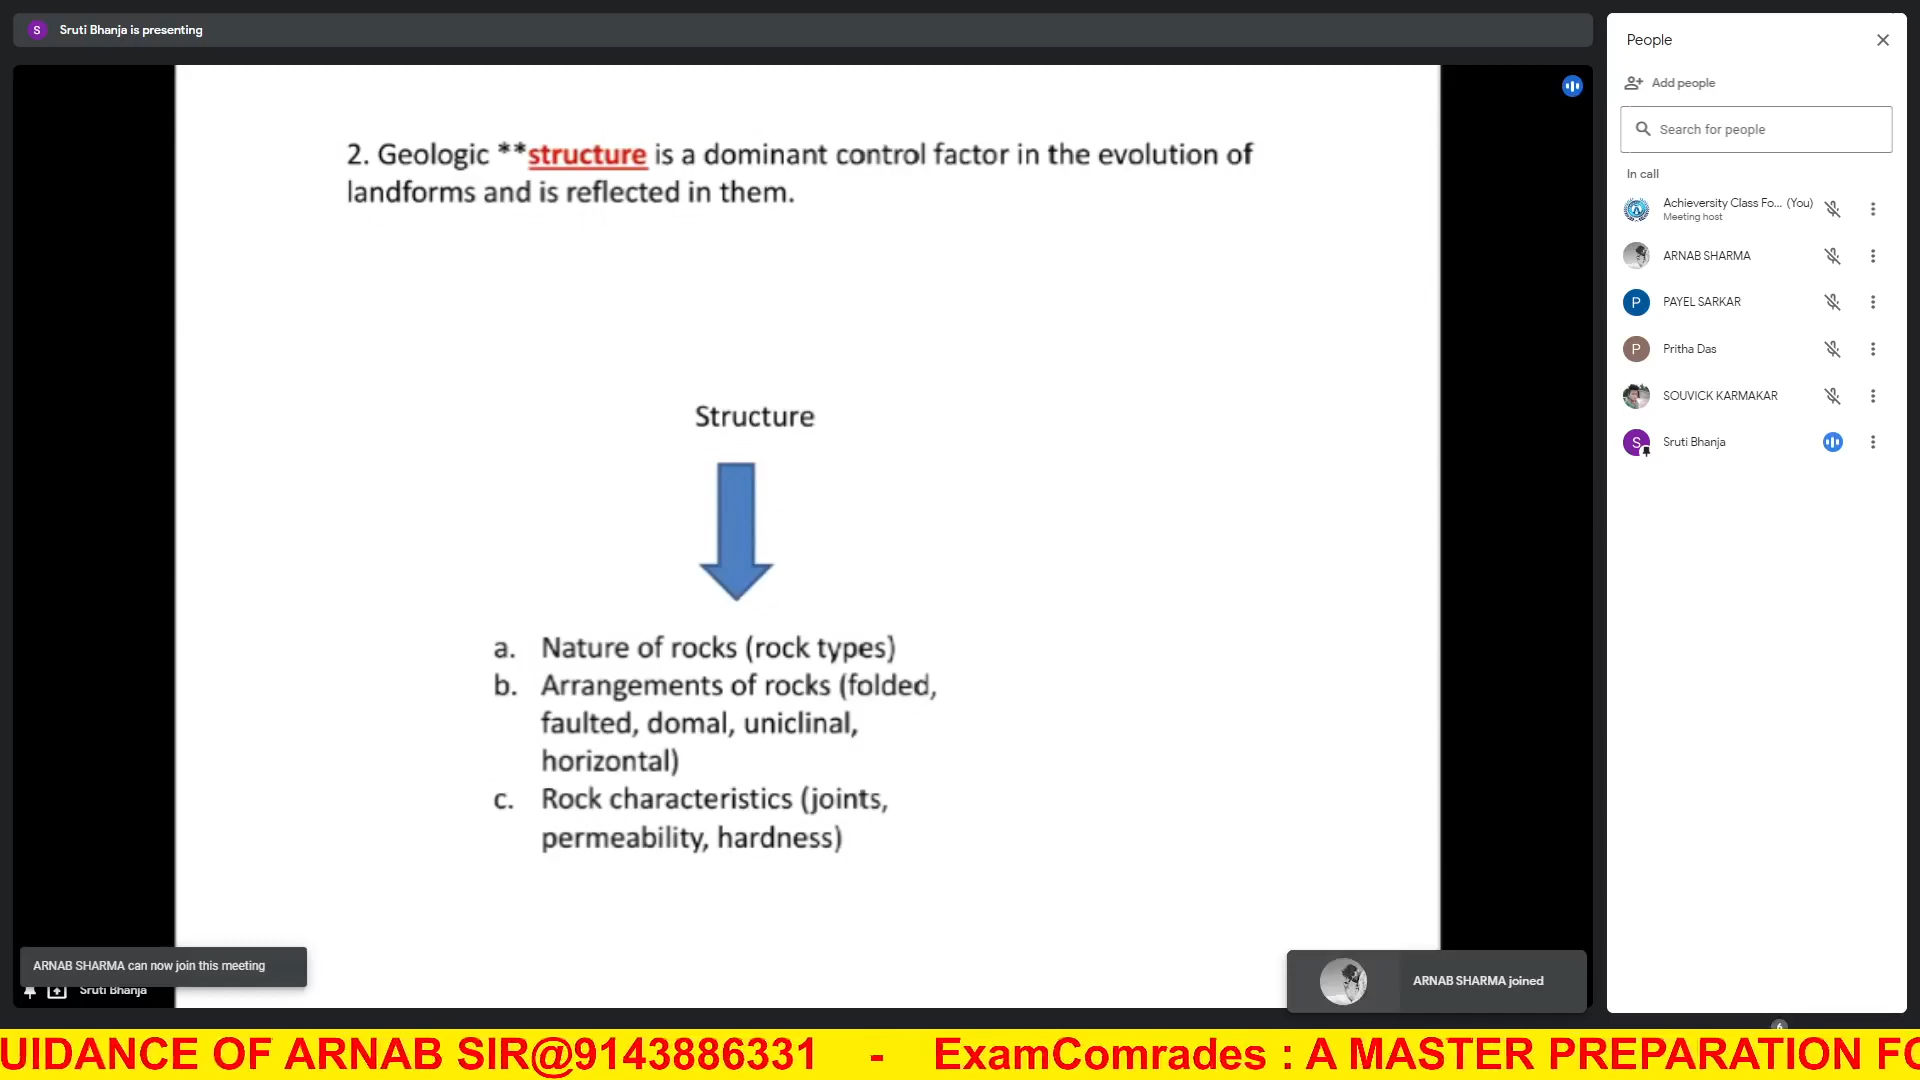 S Sruti Bhanja is presenting
2. Geologic **structure is a dominant control factor in the evolution of
landforms and is reflected in them.
Structure
a. Nature of rocks (rock types)
b. Arrangements of rocks (folded,
faulted, domal, uniclinal,
horizontal)
c. Rock characteristics (joints,
permeability, hardness)
ARNAB SHARMA can now join this meeting
Sruti Bhanja
ARNAB SHARMA joined
People
Add people
Search for people
In call
Achieversity Class Fo... (You)
Meeting host
ARNAB SHARMA
P PAYEL SARKAR
P Pritha Das
SOUVICK KARMAKAR
S Sruti Bhanja
6
UIDANCE OF ARNAB SIR@9143886331 - ExamComrades : A MASTER PREPARATION FO